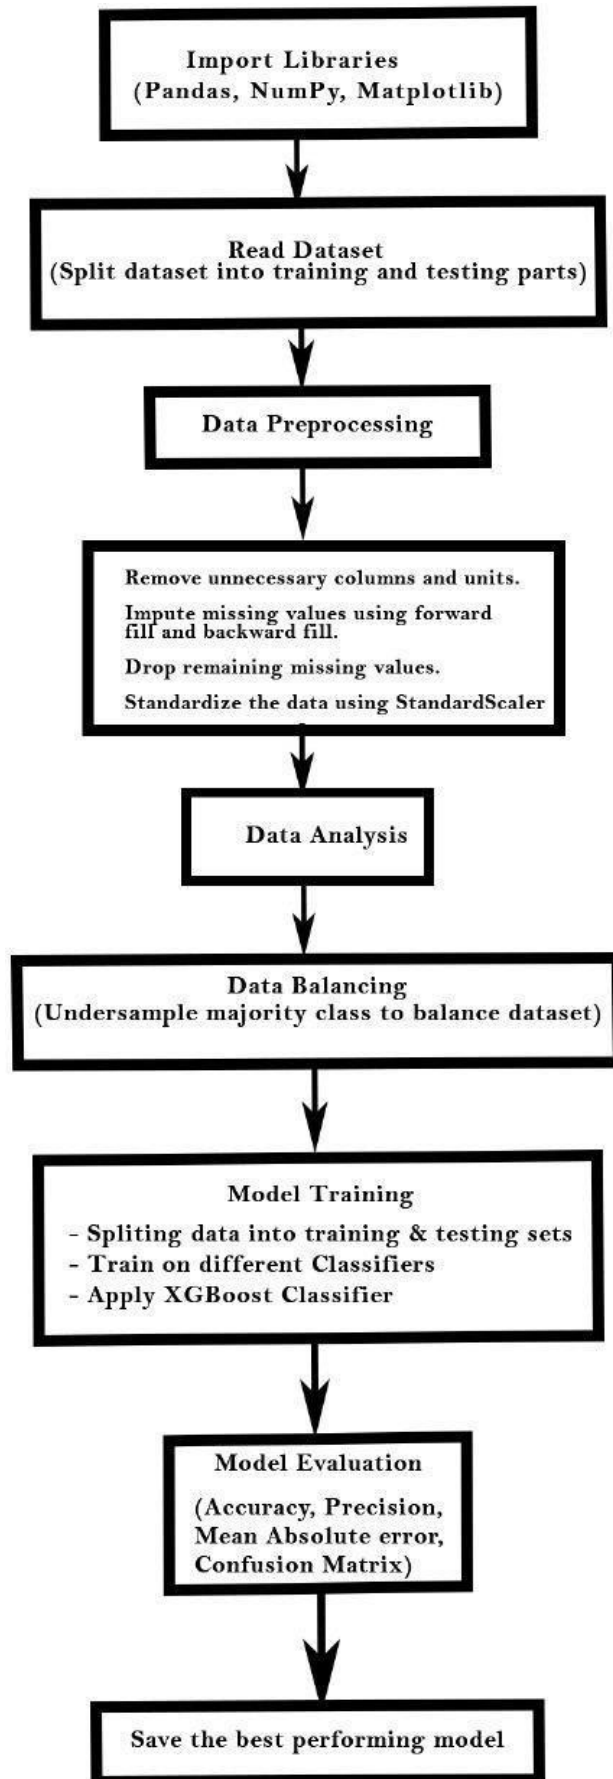 Import Libraries
(Pandas, NumPy, Matplotlib)
Read Dataset
(Split dataset into training and testing parts)
Data Preprocessing
Remove unnecessary columns and units.
Impute missing values using forward
fill and backward fill.
Drop remaining missing values.
Standardize the data using StandardScaler
Data Analysis
Data Balancing
(Undersample majority class to balance dataset)
Model Training
- Spliting data into training & testing sets
- Train on different Classifiers
- Apply XGBoost Classifier
Model Evaluation
(Accuracy, Precision,
Mean Absolute error,
Confusion Matrix)
Save the best performing model